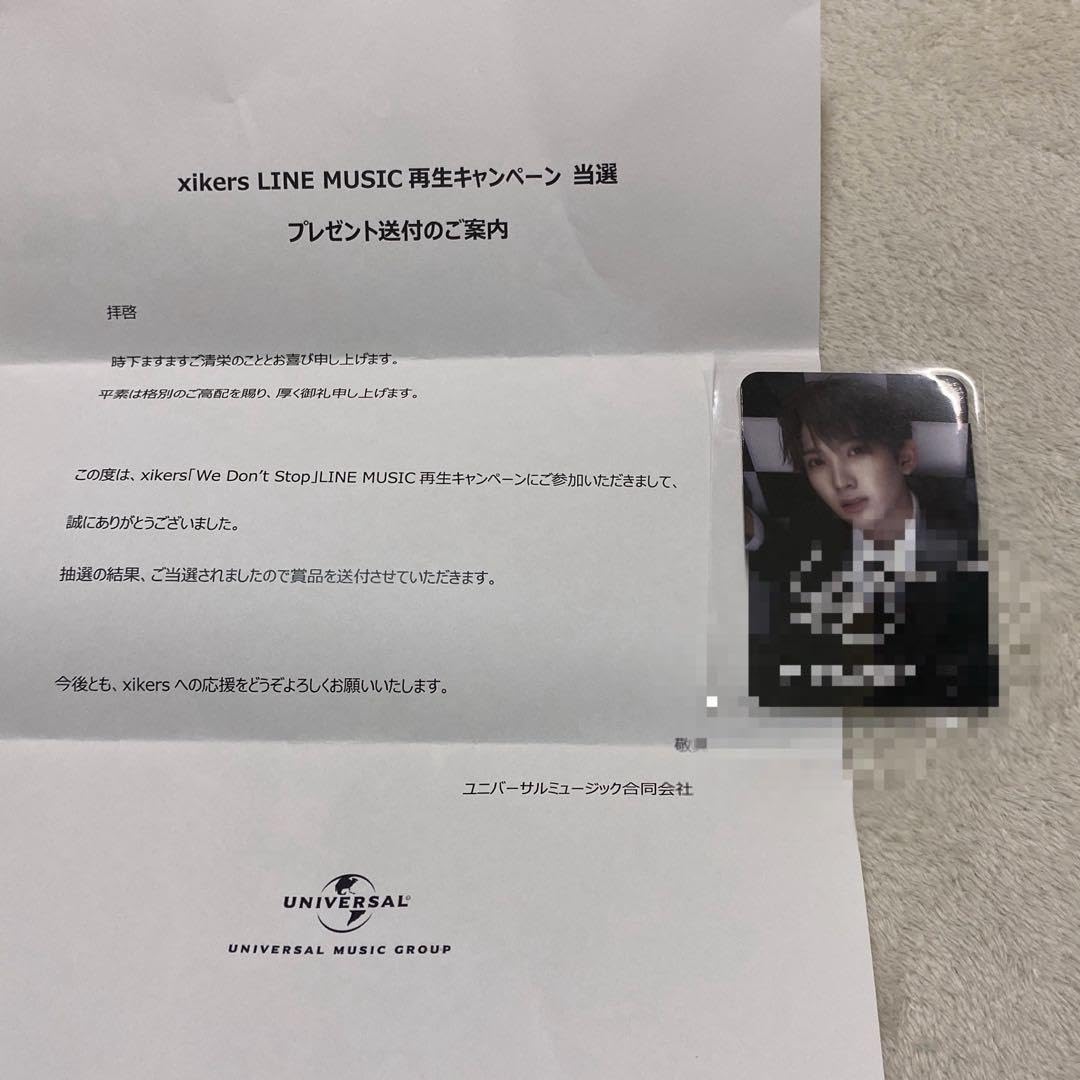 xikers LINE MUSIC 再生キャンペーン 当選
プレゼント送付のご案内
拝啓
時下ますますご清栄のこととお喜び申し上げます。
平素は格別のご高配を賜り、厚く御礼申し上げます。
この度は、xikers「We Don't Stop」LINE MUSIC 再生キャンペーンにご参加いただきまして、
誠にありがとうございました。
抽選の結果、ご当選されましたので賞品を送付させていただきます。
今後とも、xikers への応援をどうぞよろしくお願いいたします。
敬具
ユニバーサルミュージック合同会社
UNIVERSAL
UNIVERSAL MUSIC GROUP